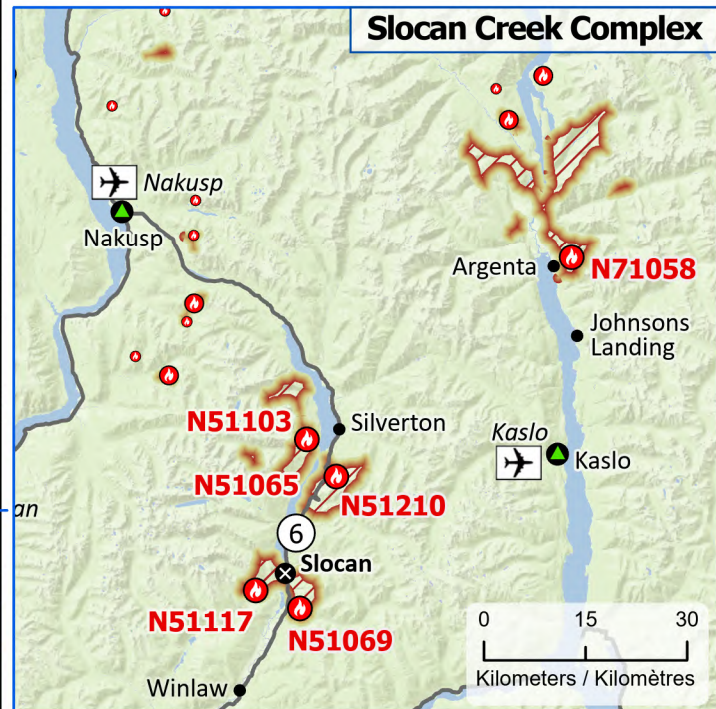 Slocan Creek Complex
Nakusp
Nakusp
Argenta
N71058
Johnsons
Landing
N51103
Silverton
Kaslo
Kaslo
N51065
N51210
an
6
Slocan
N51117
N51069
0 15 30
Kilometers / Kilomètres
Winlaw